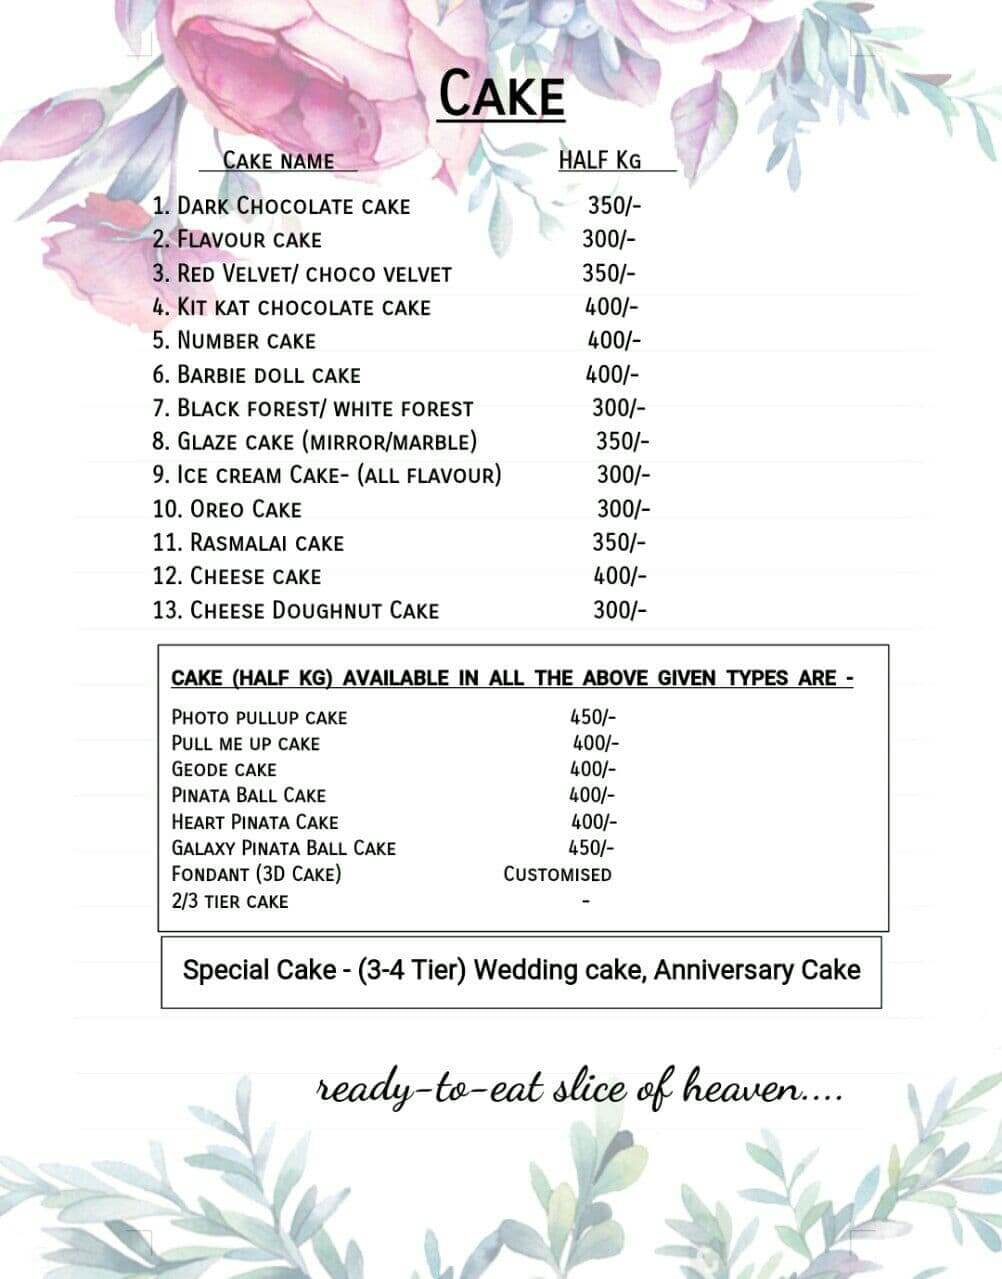 CAKE
CAKE NAME HALF KG
1. DARK CHOCOLATE CAKE 350/-
2. FLAVOUR CAKE 300/-
3. RED VELVET/ CHOCO VELVET 350/-
4. KIT KAT CHOCOLATE CAKE 400/-
5. NUMBER CAKE 400/-
6. BARBIE DOLL CAKE 400/-
7. BLACK FOREST/ WHITE FOREST 300/-
8. GLAZE CAKE (MIRROR/MARBLE) 350/-
9. ICE CREAM CAKE- (ALL FLAVOUR) 300/-
10. OREO CAKE 300/-
11. RASMALAI CAKE 350/-
12. CHEESE CAKE 400/-
13. CHEESE DOUGHNUT CAKE 300/-
CAKE (HALF KG) AVAILABLE IN ALL THE ABOVE GIVEN TYPES ARE -
PHOTO PULLUP CAKE 450/-
PULL ME UP CAKE 400/-
GEODE CAKE 400/-
PINATA BALL CAKE 400/-
HEART PINATA CAKE 400/-
GALAXY PINATA BALL CAKE 450/-
FONDANT (3D CAKE) CUSTOMISED
2/3 TIER CAKE -
Special Cake - (3-4 Tier) Wedding cake, Anniversary Cake
ready-to-eat slice of heaven....